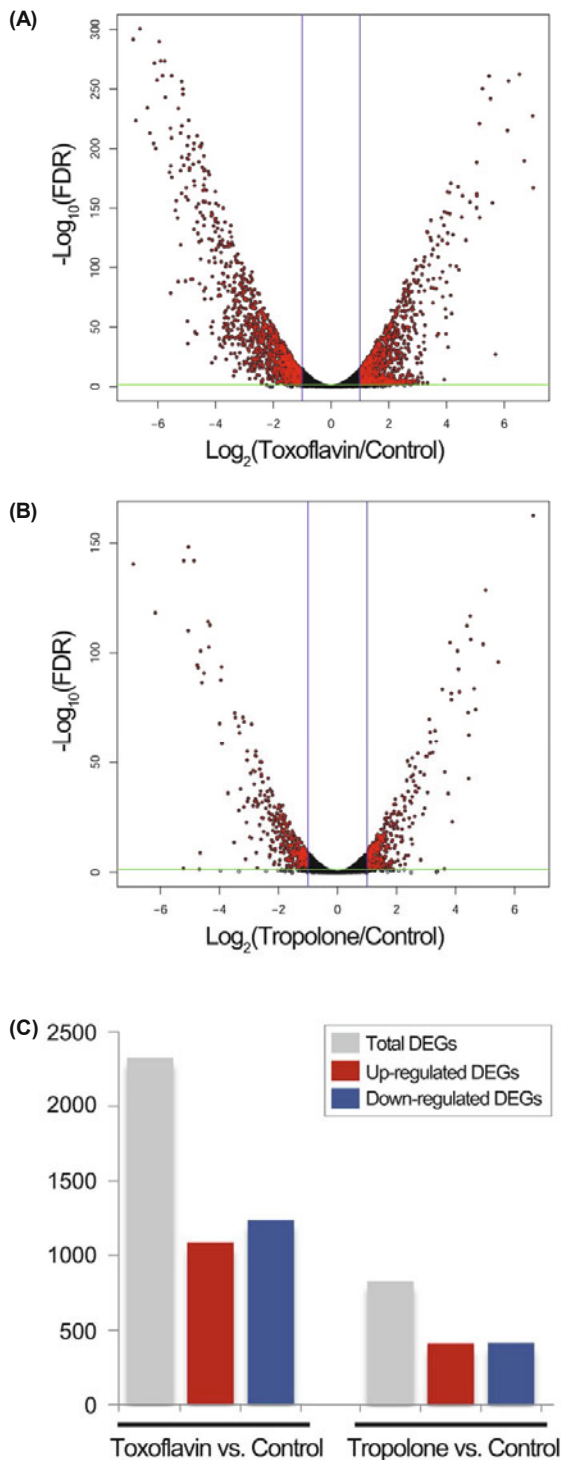 (A)
300
250
200
150
100
50
0
-Log10(FDR)
-6 -4 -2 0 2 4 6
Log2(Toxoflavin/Control)
(B)
150
100
50
0
-Log10(FDR)
-6 -4 -2 0 2 4 6
Log2(Tropolone/Control)
(C)
2500
2000
1500
1000
500
0
Total DEGs
Up-regulated DEGs
Down-regulated DEGs
Toxoflavin vs. Control Tropolone vs. Control